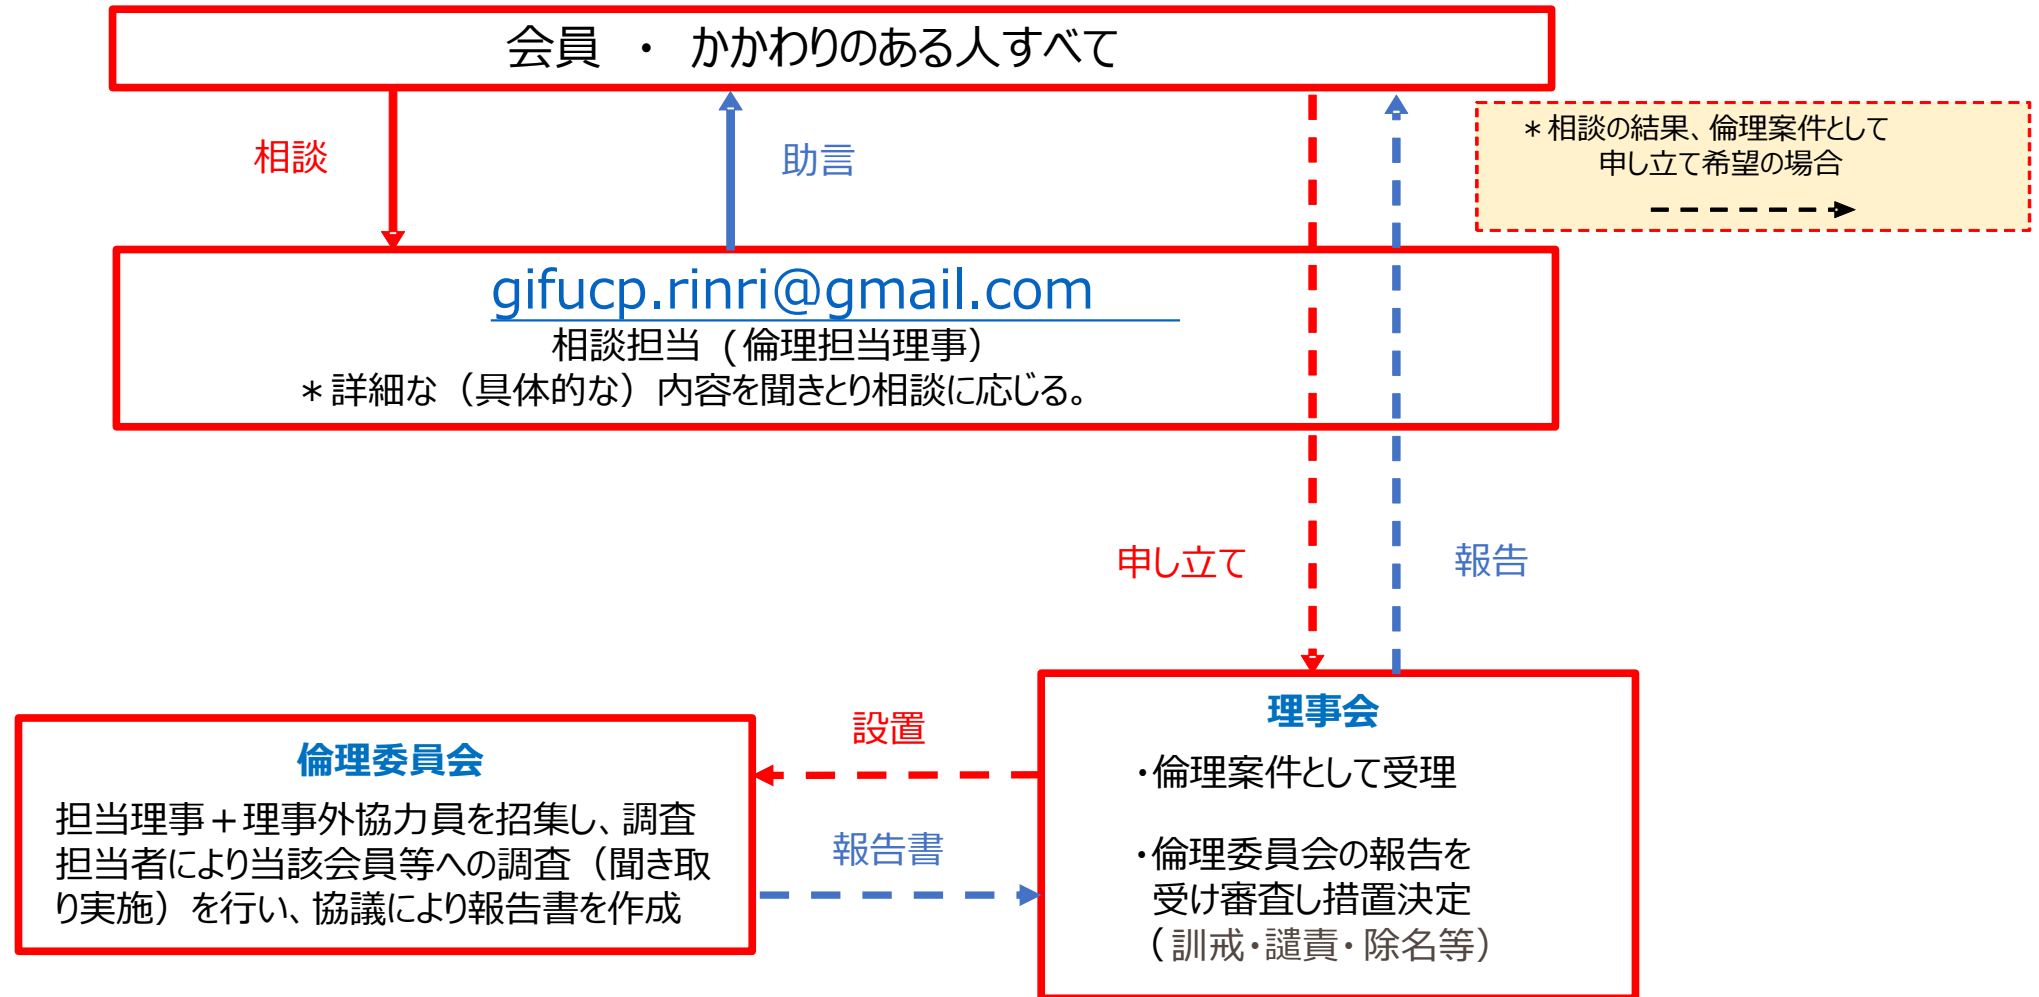 会員 ・ かかわりのある人すべて
相談
助言
＊相談の結果、倫理案件として
申し立て希望の場合
gifucp.rinri@gmail.com
相談担当（倫理担当理事）
＊詳細な（具体的な）内容を聞きとり相談に応じる。
申し立て
報告
理事会
・倫理案件として受理
・倫理委員会の報告を
受け審査し措置決定
（訓戒・譴責・除名等）
設置
報告書
倫理委員会
担当理事＋理事外協力員を招集し、調査
担当者により当該会員等への調査（聞き取
り実施）を行い、協議により報告書を作成